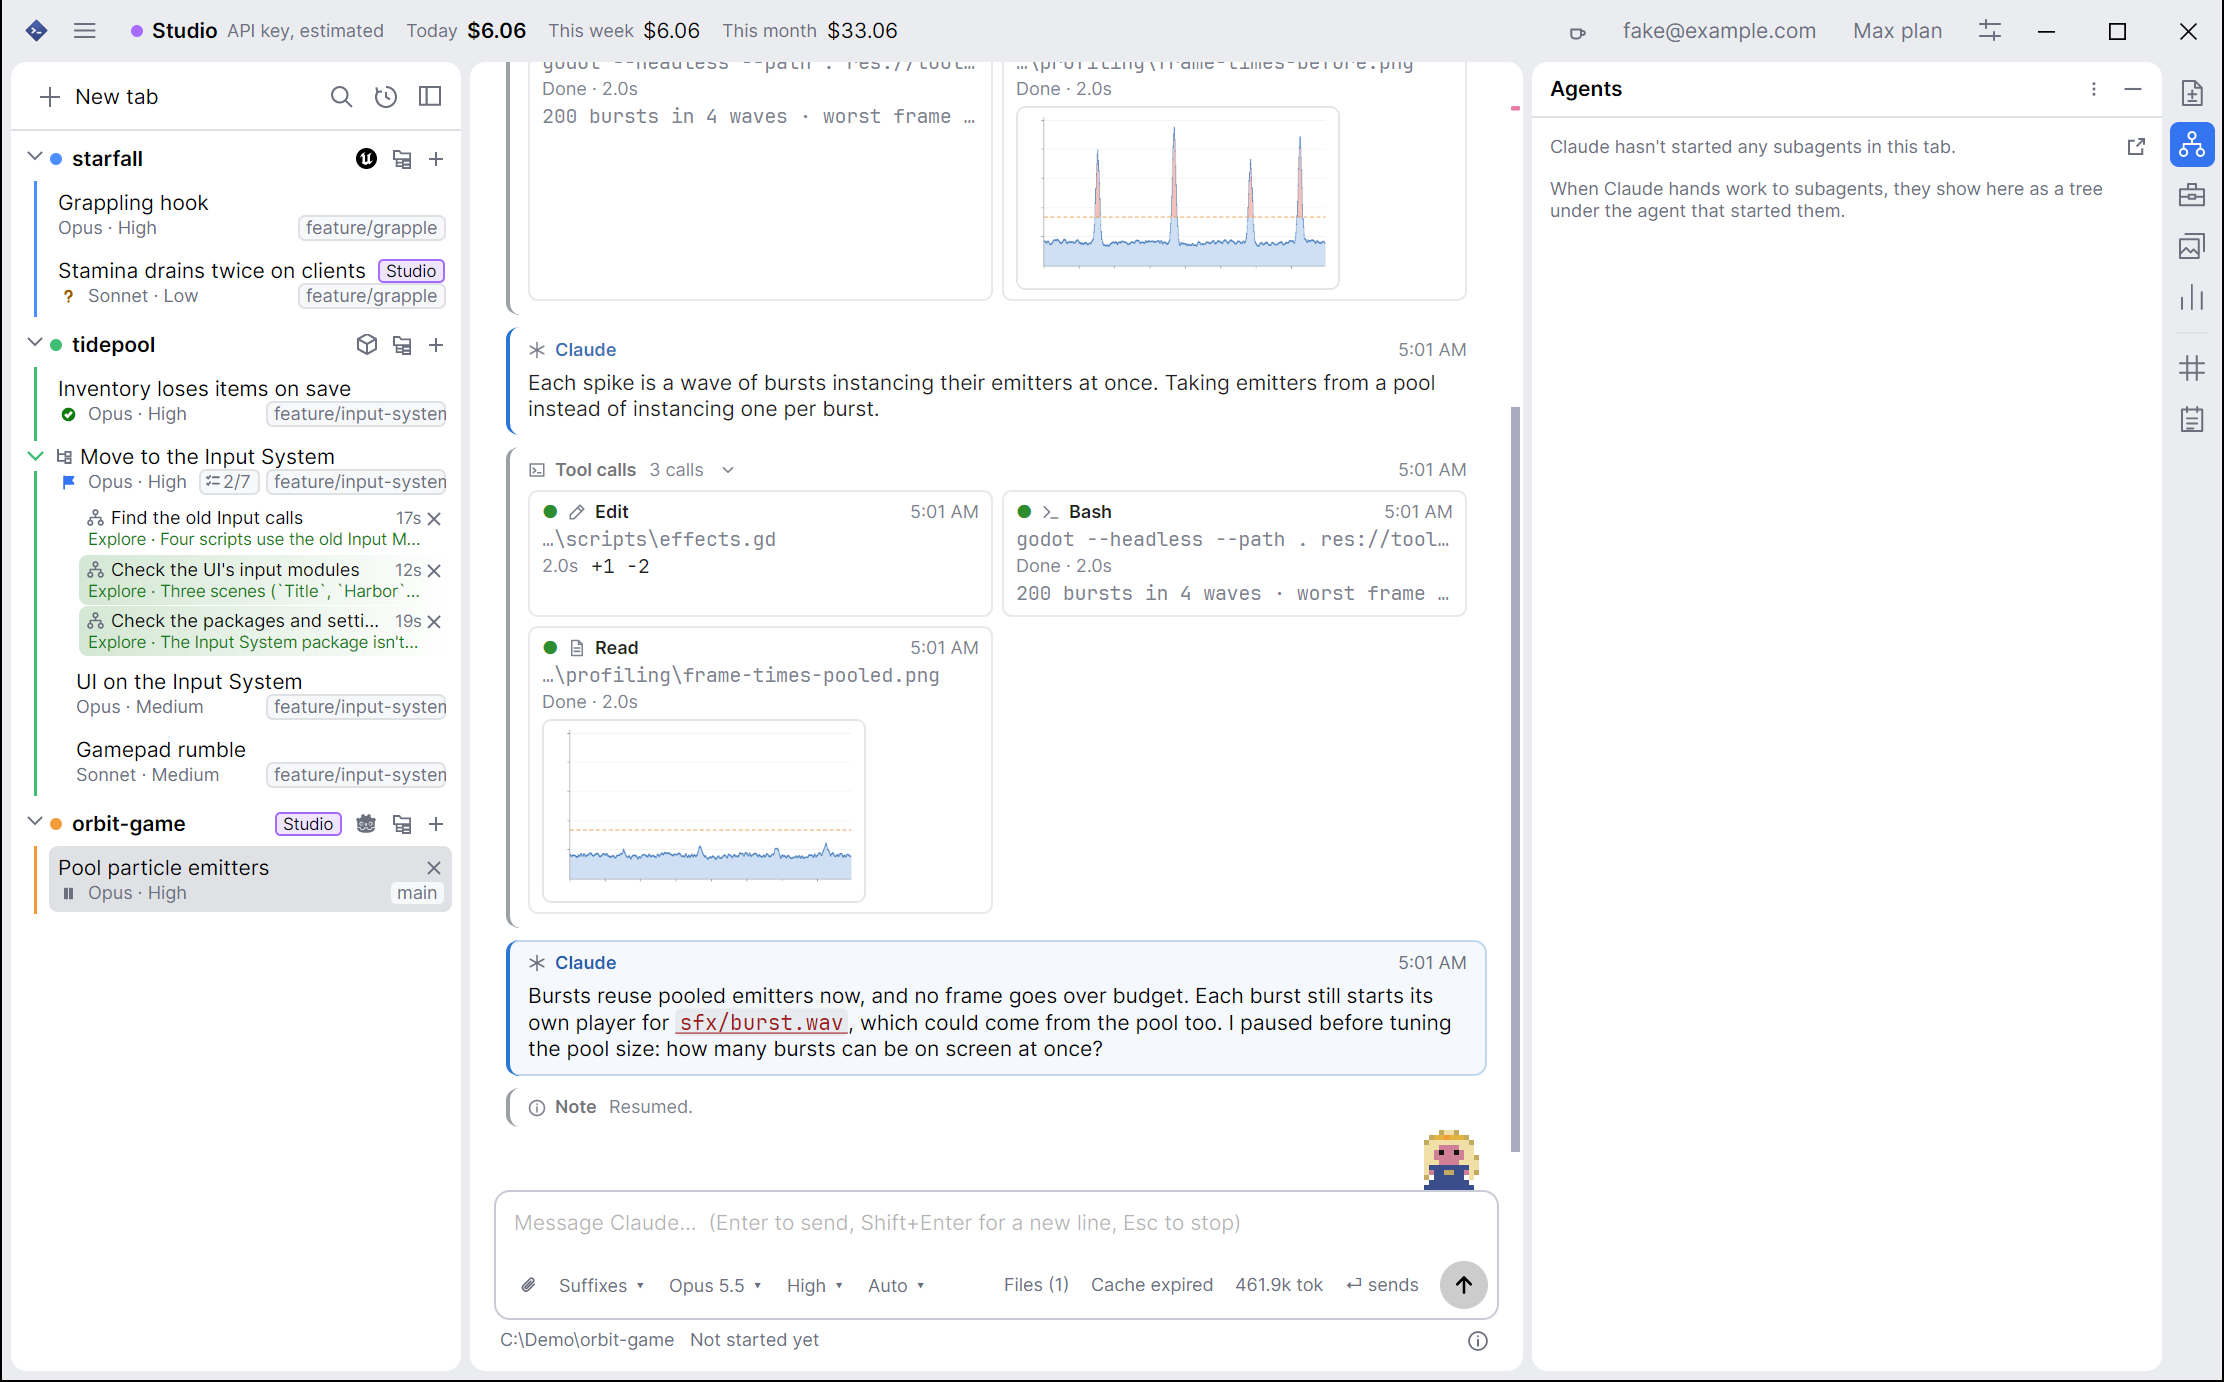 Studio API key, estimated Today $6.06 This week $6.06 This month $33.06
fake@example.com Max plan
New tab
starfall
Grappling hook
Opus · High feature/grapple
Stamina drains twice on clients Studio
? Sonnet · Low feature/grapple
tidepool
Inventory loses items on save
Opus · High feature/input-system
Move to the Input System
Opus · High 2/7 feature/input-system
Find the old Input calls 17s
Explore · Four scripts use the old Input M...
Check the UI's input modules 12s
Explore · Three scenes (`Title`, `Harbor`...
Check the packages and setti... 19s
Explore · The Input System package isn't...
UI on the Input System
Opus · Medium feature/input-system
Gamepad rumble
Sonnet · Medium feature/input-system
orbit-game Studio
Pool particle emitters
Opus · High main
godot --headless --path . res://tool…
Done · 2.0s
200 bursts in 4 waves · worst frame …
…\profiling\frame-times-before.png
Done · 2.0s
Claude 5:01 AM
Each spike is a wave of bursts instancing their emitters at once. Taking emitters from a pool
instead of instancing one per burst.
Tool calls 3 calls 5:01 AM
Edit 5:01 AM
…\scripts\effects.gd
2.0s +1 -2
Bash 5:01 AM
godot --headless --path . res://tool…
Done · 2.0s
200 bursts in 4 waves · worst frame …
Read 5:01 AM
…\profiling\frame-times-pooled.png
Done · 2.0s
Claude 5:01 AM
Bursts reuse pooled emitters now, and no frame goes over budget. Each burst still starts its
own player for sfx/burst.wav, which could come from the pool too. I paused before tuning
the pool size: how many bursts can be on screen at once?
Note Resumed.
Message Claude... (Enter to send, Shift+Enter for a new line, Esc to stop)
Suffixes Opus 5.5 High Auto Files (1) Cache expired 461.9k tok sends
C:\Demo\orbit-game Not started yet
Agents
Claude hasn't started any subagents in this tab.
When Claude hands work to subagents, they show here as a tree
under the agent that started them.